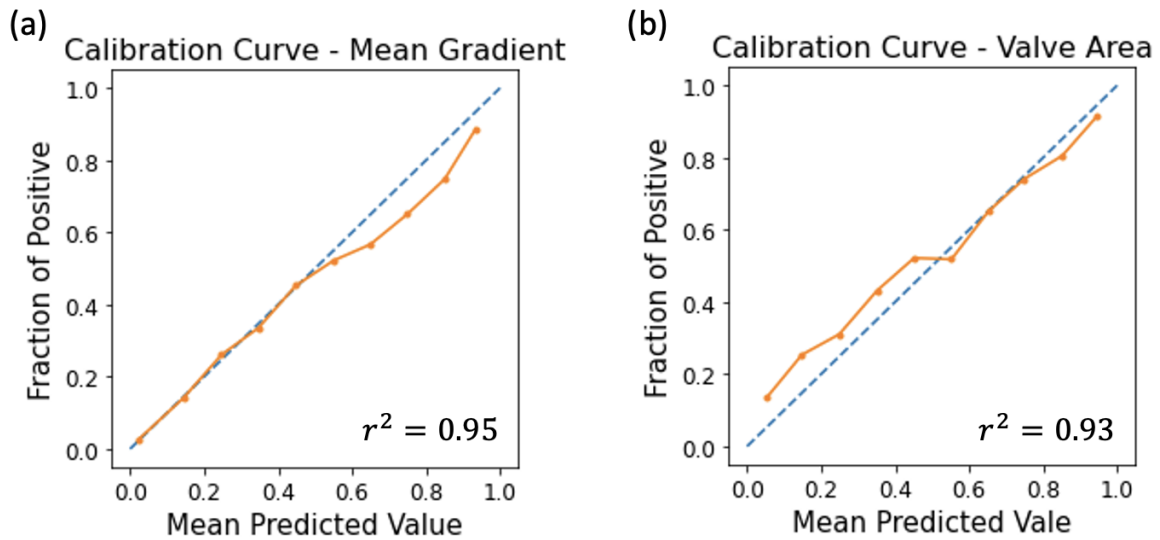 (a)
Calibration Curve - Mean Gradient
1.0
0.8
0.6
0.4
0.2
0.0
Fraction of Positive
r² = 0.95
0.0 0.2 0.4 0.6 0.8 1.0
Mean Predicted Value
(b)
Calibration Curve - Valve Area
1.0
0.8
0.6
0.4
0.2
0.0
Fraction of Positive
r² = 0.93
0.0 0.2 0.4 0.6 0.8 1.0
Mean Predicted Vale